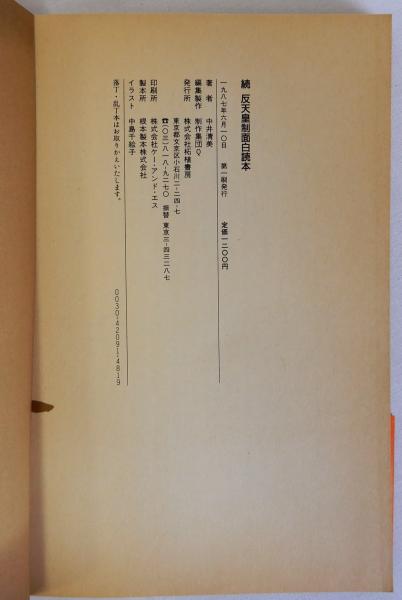 続 反天皇制面白読本
一九八七年六月一〇日 第一刷発行 定価一二〇〇円
著者 中井清美
編集製作 制作集団Q
発行所 株式会社柘植書房
東京都文京区小石川二-二四-七
☎(〇三)八一八-九二七〇 振替 東京三-四三二八七
印刷所 株式会社ケー・アンド・エス
製本所 根本製本株式会社
イラスト 中島千絵子
落丁・乱丁本はお取りかえいたします。 0030-4209-1-4819